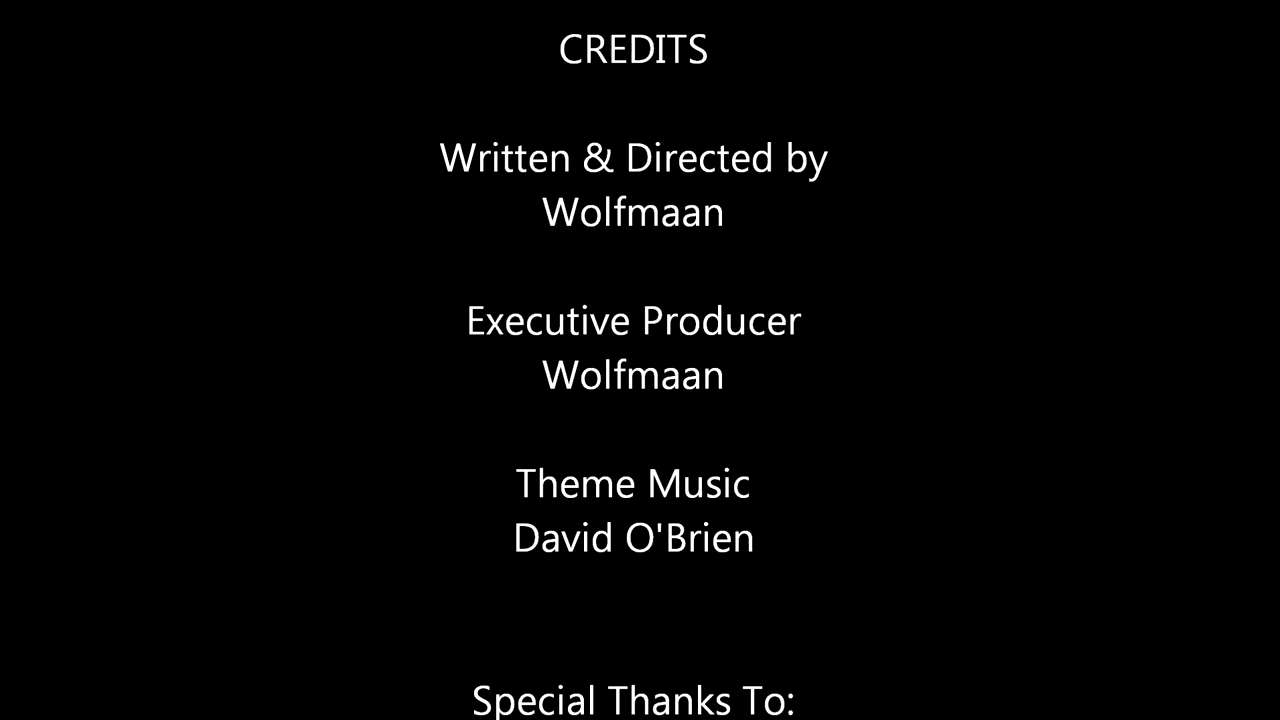 CREDITS
Written & Directed by
Wolfmaan
Executive Producer
Wolfmaan
Theme Music
David O'Brien
Special Thanks To: